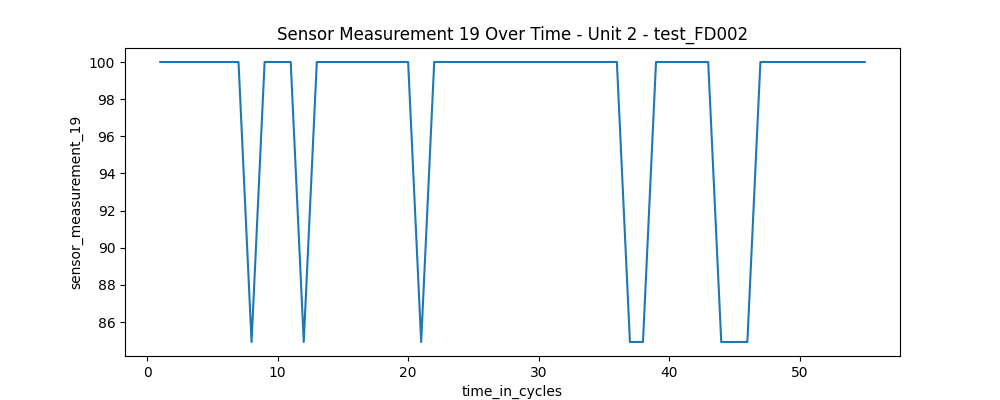 Sensor Measurement 19 Over Time - Unit 2 - test_FD002
sensor_measurement_19
100
98
96
94
92
90
88
86
0 10 20 30 40 50
time_in_cycles